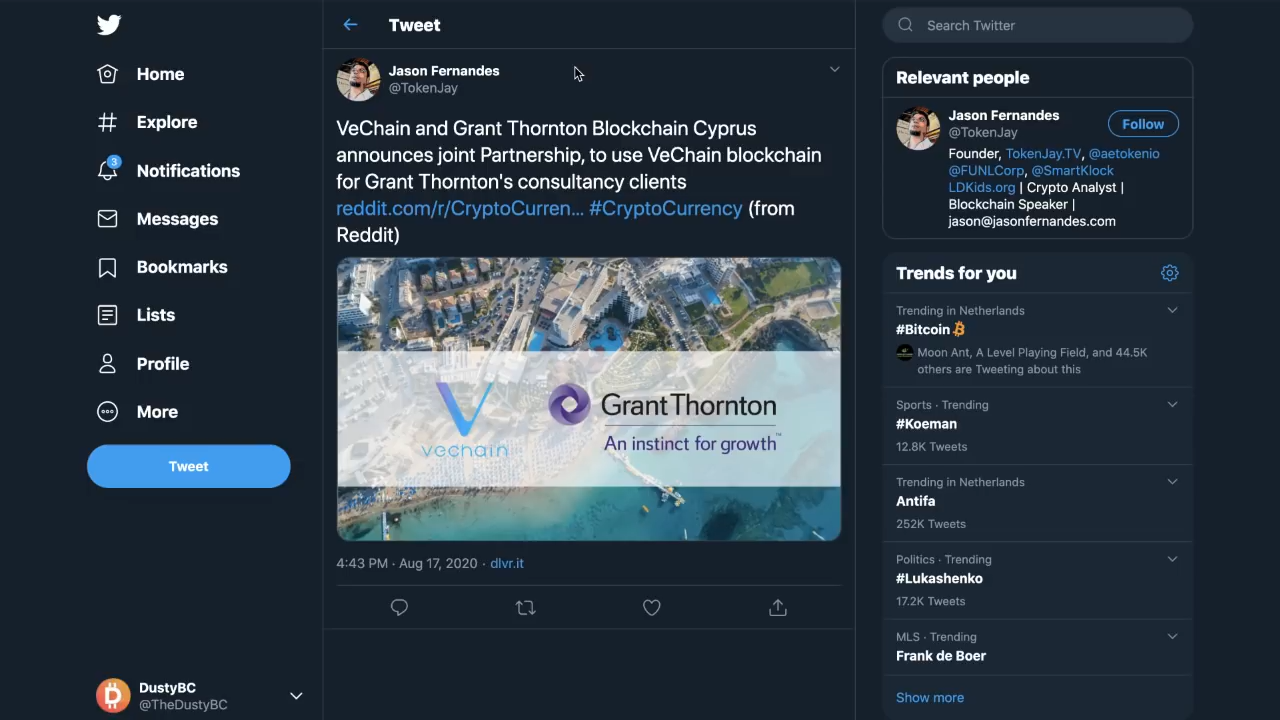 Home
Explore
3
Notifications
Messages
Bookmarks
Lists
Profile
More
Tweet
DustyBC
@TheDustyBC
Tweet
Jason Fernandes
@TokenJay
VeChain and Grant Thornton Blockchain Cyprus
announces joint Partnership, to use VeChain blockchain
for Grant Thornton's consultancy clients
reddit.com/r/CryptoCurren... #CryptoCurrency (from
Reddit)
vechain
GrantThornton
An instinct for growth™
4:43 PM · Aug 17, 2020 · dlvr.it
Search Twitter
Relevant people
Jason Fernandes
@TokenJay
Follow
Founder, TokenJay.TV, @aetokenio
@FUNLCorp, @SmartKlock
LDKids.org | Crypto Analyst |
Blockchain Speaker |
jason@jasonfernandes.com
Trends for you
Trending in Netherlands
#Bitcoin
Moon Ant, A Level Playing Field, and 44.5K
others are Tweeting about this
Sports · Trending
#Koeman
12.8K Tweets
Trending in Netherlands
Antifa
252K Tweets
Politics · Trending
#Lukashenko
17.2K Tweets
MLS · Trending
Frank de Boer
Show more